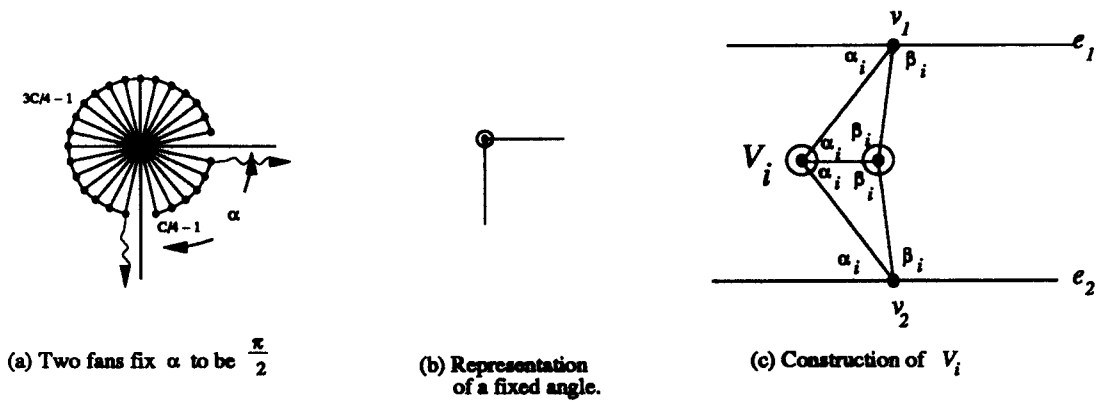 3C/4 – 1
α
C/4 – 1
(a) Two fans fix α to be π/2
(b) Representation
of a fixed angle.
v1
e1
αi βi
βi
Vi αi
αi βi
αi βi
e2
v2
(c) Construction of Vi